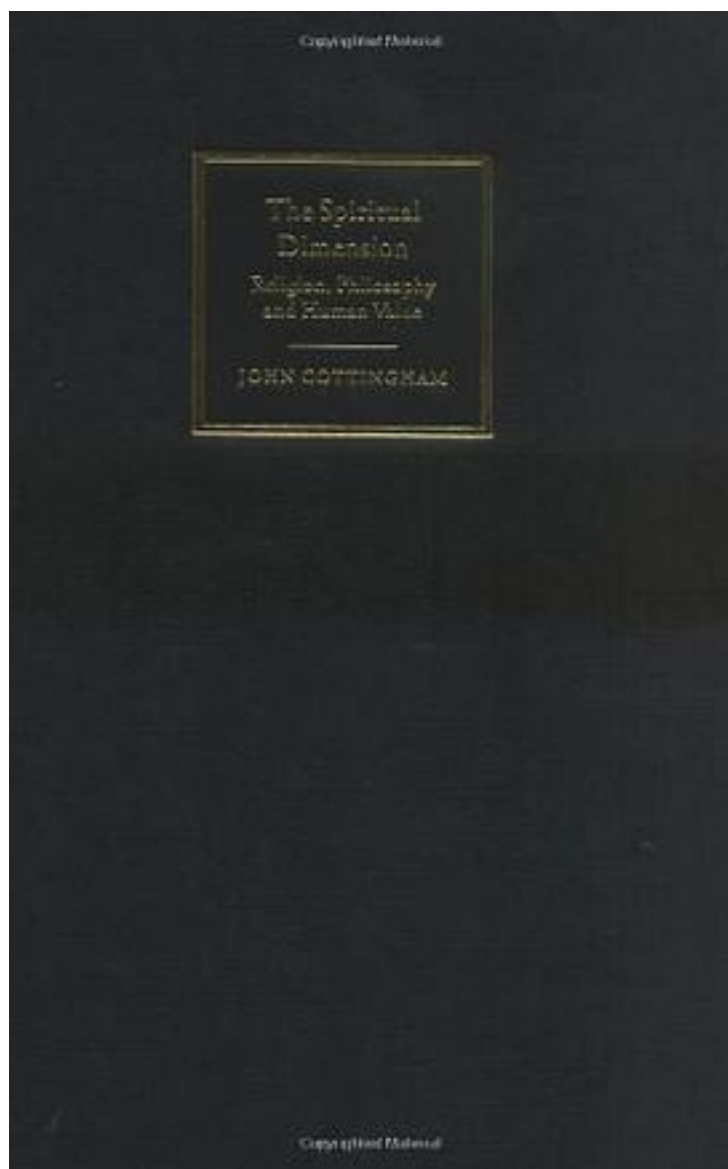 Copyrighted Material
The Spiritual
Dimension
Religion, Philosophy
and Human Value
JOHN COTTINGHAM
Copyrighted Material